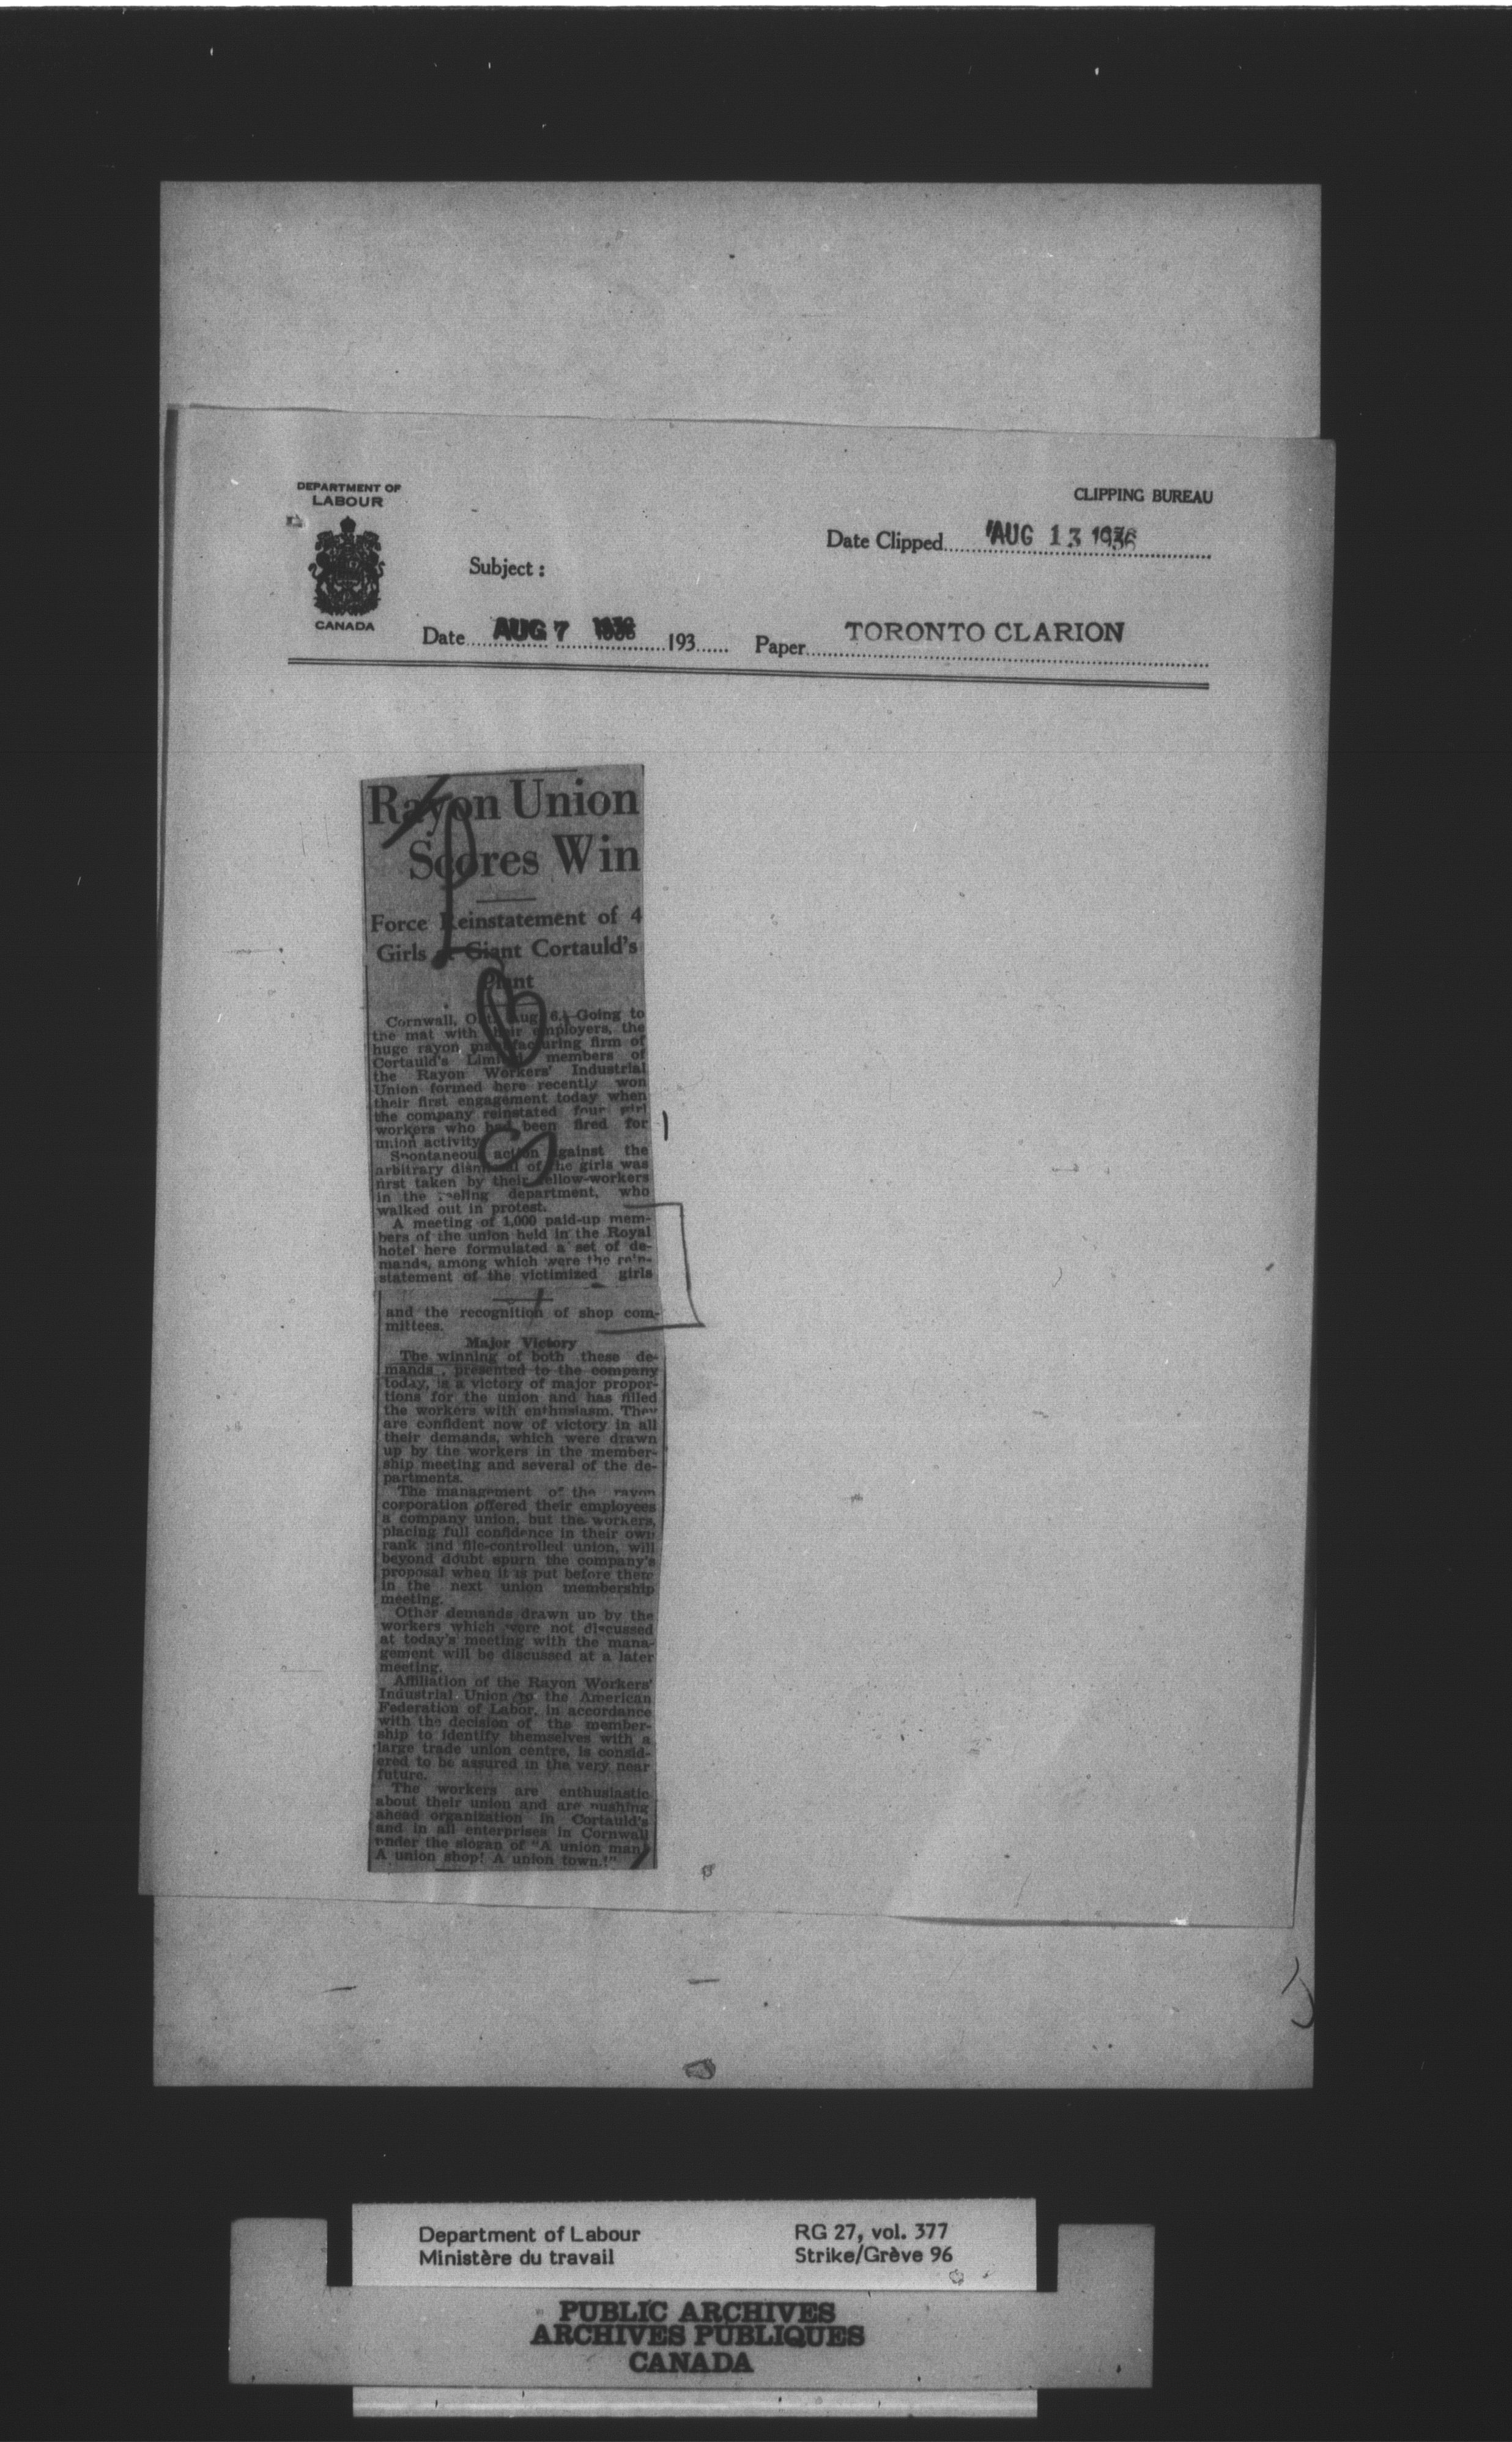 DEPARTMENT OF
LABOUR
CANADA
CLIPPING BUREAU
Date Clipped AUG 13 1936
Subject :
Date AUG 7 1936 193 Paper TORONTO CLARION
Rayon Union
Scores Win
Force Reinstatement of 4
Girls at Giant Cortauld's
Plant
Cornwall, Ont., Aug. 6.—Going to
the mat with their employers, the
huge rayon manufacturing firm of
Cortauld's Limited, members of
the Rayon Workers' Industrial
Union formed here recently won
their first engagement today when
the company reinstated four girl
workers who had been fired for
union activity.
Spontaneous action against the
arbitrary dismissal of the girls was
first taken by their fellow-workers
in the reeling department, who
walked out in protest.
A meeting of 1,000 paid-up mem-
bers of the union held in the Royal
hotel here formulated a set of de-
mands, among which were the rein-
statement of the victimized girls
and the recognition of shop com-
mittees.
Major Victory
The winning of both these de-
mands, presented to the company
today, is a victory of major propor-
tions for the union and has filled
the workers with enthusiasm. They
are confident now of victory in all
their demands, which were drawn
up by the workers in the member-
ship meeting and several of the de-
partments.
The management of the rayon
corporation offered their employees
a company union, but the workers,
placing full confidence in their own
rank and file-controlled union, will
beyond doubt spurn the company's
proposal when it is put before them
in the next union membership
meeting.
Other demands drawn up by the
workers which were not discussed
at today's meeting with the mana-
gement will be discussed at a later
meeting.
Affiliation of the Rayon Workers'
Industrial Union to the American
Federation of Labor, in accordance
with the decision of the member-
ship to identify themselves with a
large trade union centre, is consid-
ered to be assured in the very near
future.
The workers are enthusiastic
about their union and are pushing
ahead organization in Cortauld's
and in all enterprises in Cornwall
under the slogan of "A union man!
A union shop! A union town!"
Department of Labour
Ministère du travail
RG 27, vol. 377
Strike/Grève 96
PUBLIC ARCHIVES
ARCHIVES PUBLIQUES
CANADA